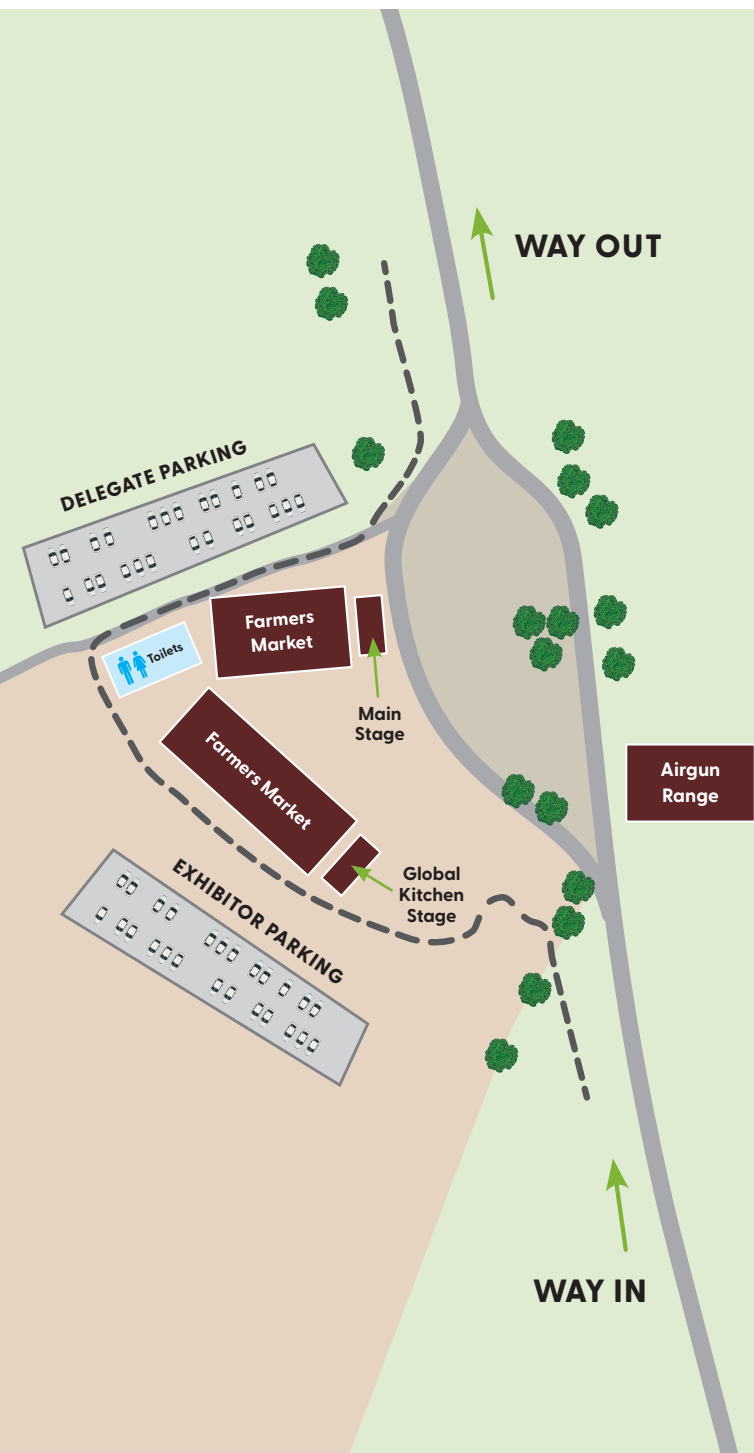 WAY OUT
DELEGATE PARKING
Farmers
Market
Toilets
Main
Stage
Farmers Market
Airgun
Range
Global
Kitchen
Stage
EXHIBITOR PARKING
WAY IN